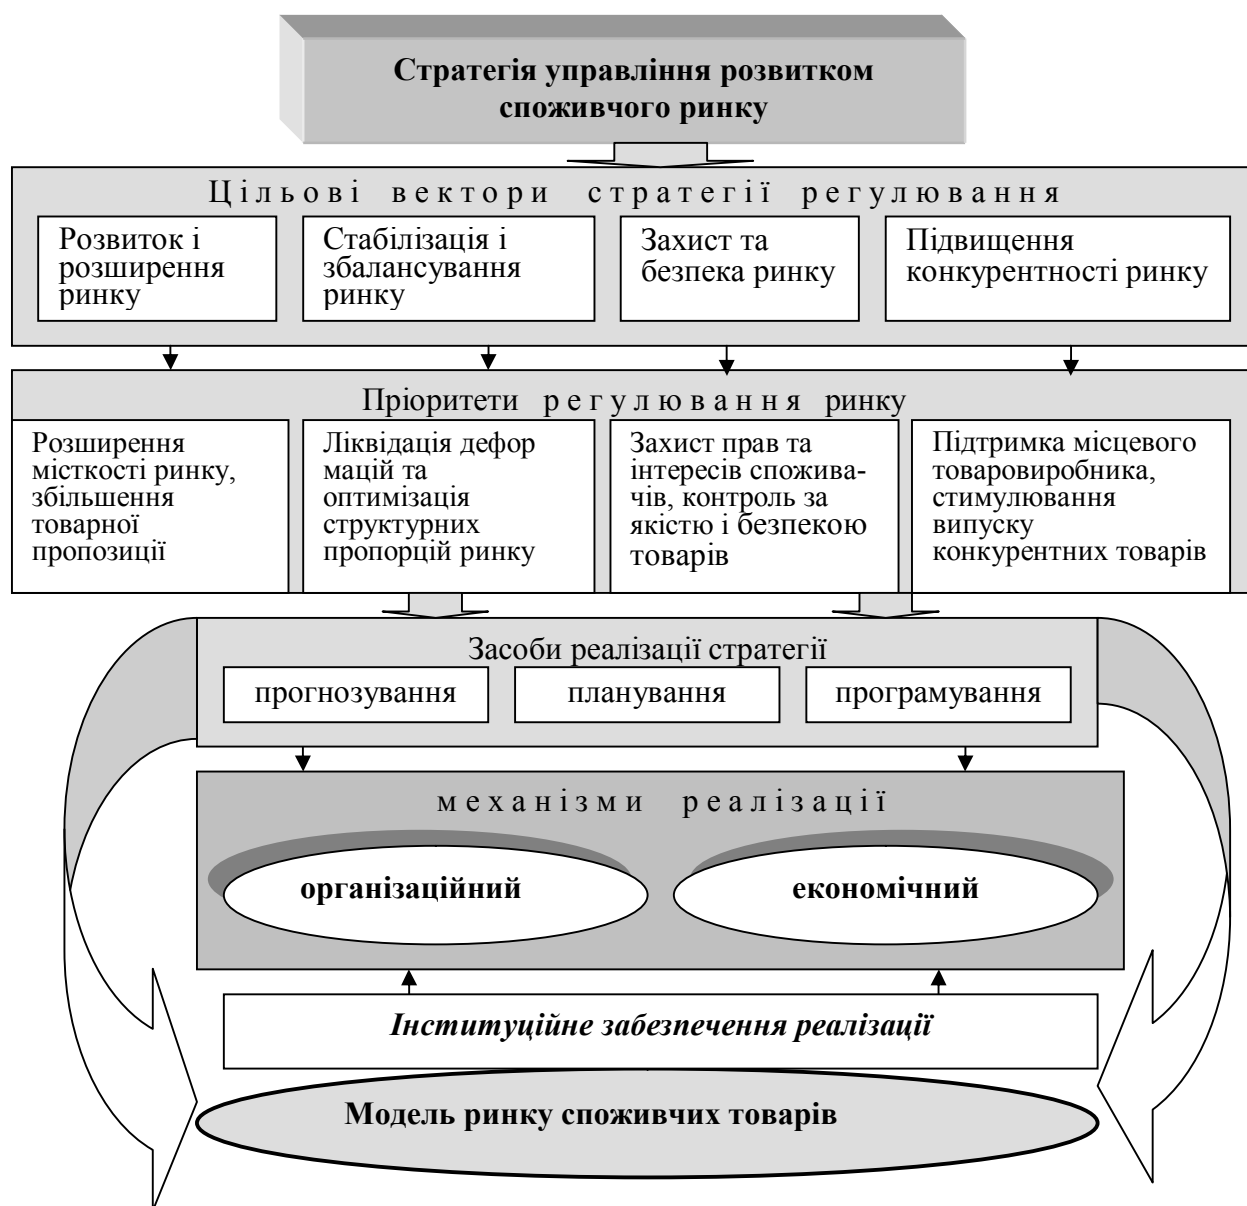 Стратегія управління розвитком
споживчого ринку
Цільові вектори стратегії регулювання
Розвиток і
розширення
ринку
Стабілізація і
збалансування
ринку
Захист та
безпека ринку
Підвищення
конкурентності ринку
Пріоритети регулювання ринку
Розширення
місткості ринку,
збільшення
товарної
пропозиції
Ліквідація дефор
мацій та
оптимізація
структурних
пропорцій ринку
Захист прав та
інтересів спожива-
чів, контроль за
якістю і безпекою
товарів
Підтримка місцевого
товаровиробника,
стимулювання
випуску
конкурентних товарів
Засоби реалізації стратегії
прогнозування
планування
програмування
механізми реалізації
організаційний
економічний
Інституційне забезпечення реалізації
Модель ринку споживчих товарів